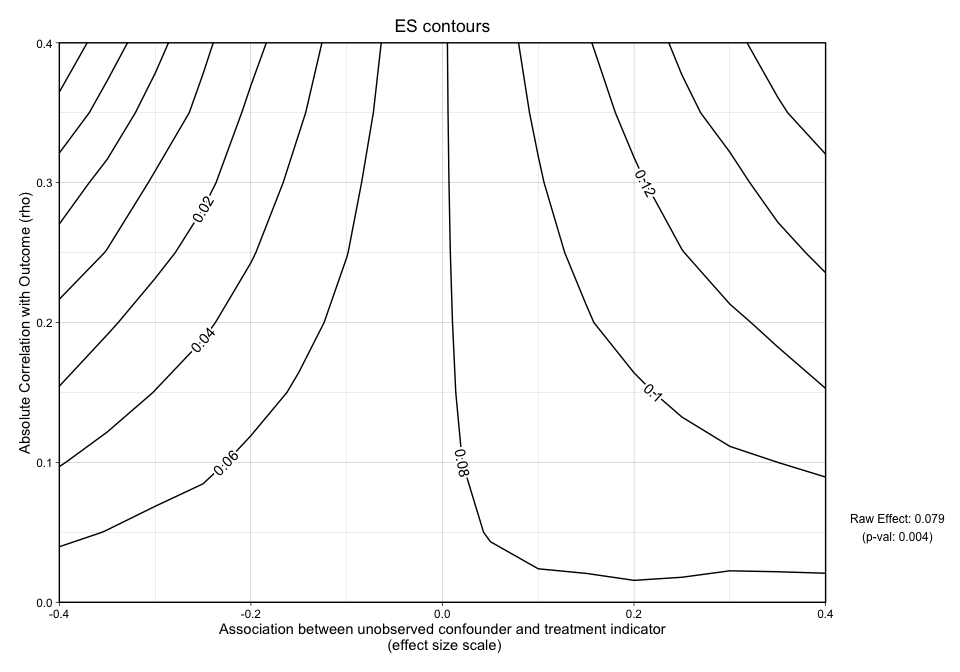 ES contours
Absolute Correlation with Outcome (rho)
0.4
0.3
0.2
0.1
0.0
0.02
0.04
0.06
0.08
0.1
0.12
-0.4
-0.2
0.0
0.2
0.4
Association between unobserved confounder and treatment indicator
(effect size scale)
Raw Effect: 0.079
(p-val: 0.004)